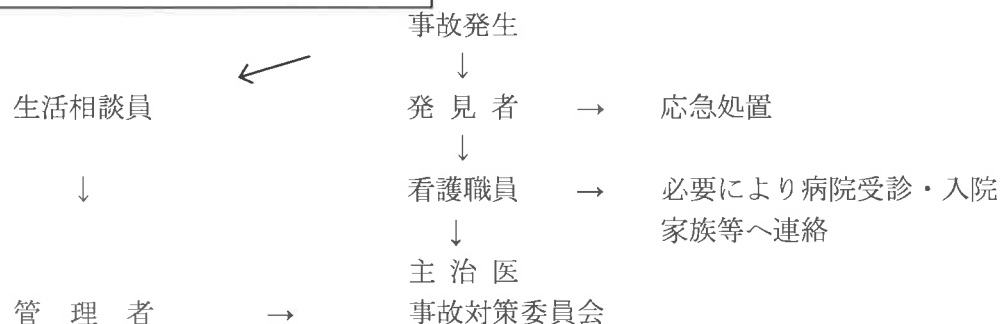 事故発生
↓
生活相談員 発見者 → 応急処置
↓
↓ 看護職員 → 必要により病院受診・入院
家族等へ連絡
↓
主治医
管理者 → 事故対策委員会